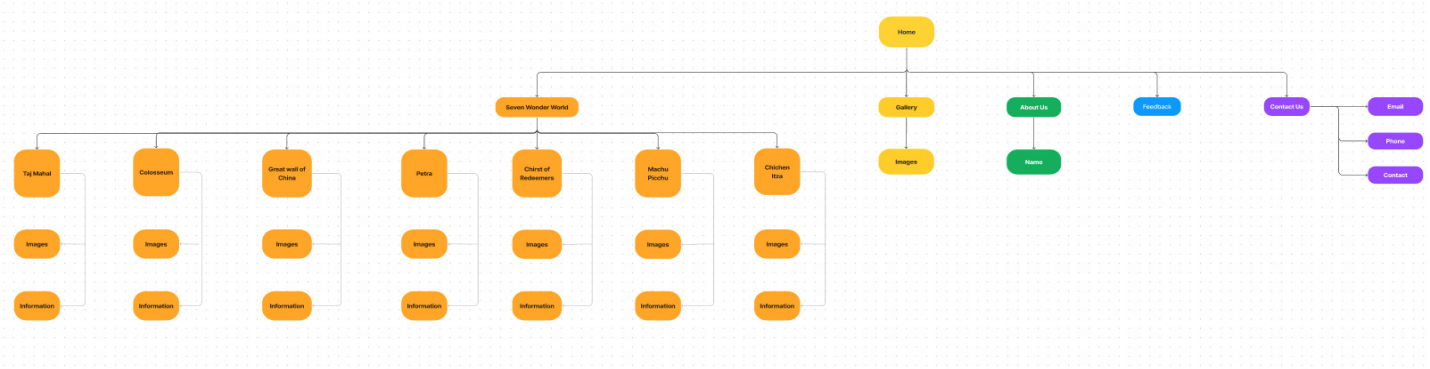 Home
Seven Wonder World
Gallery
About Us
Feedback
Contact Us
Email
Phone
Contact
Images
Name
Taj Mahal
Colosseum
Great wall of
China
Petra
Chirst of
Redeemers
Machu
Picchu
Chichen
Itza
Images
Images
Images
Images
Images
Images
Images
Information
Information
Information
Information
Information
Information
Information